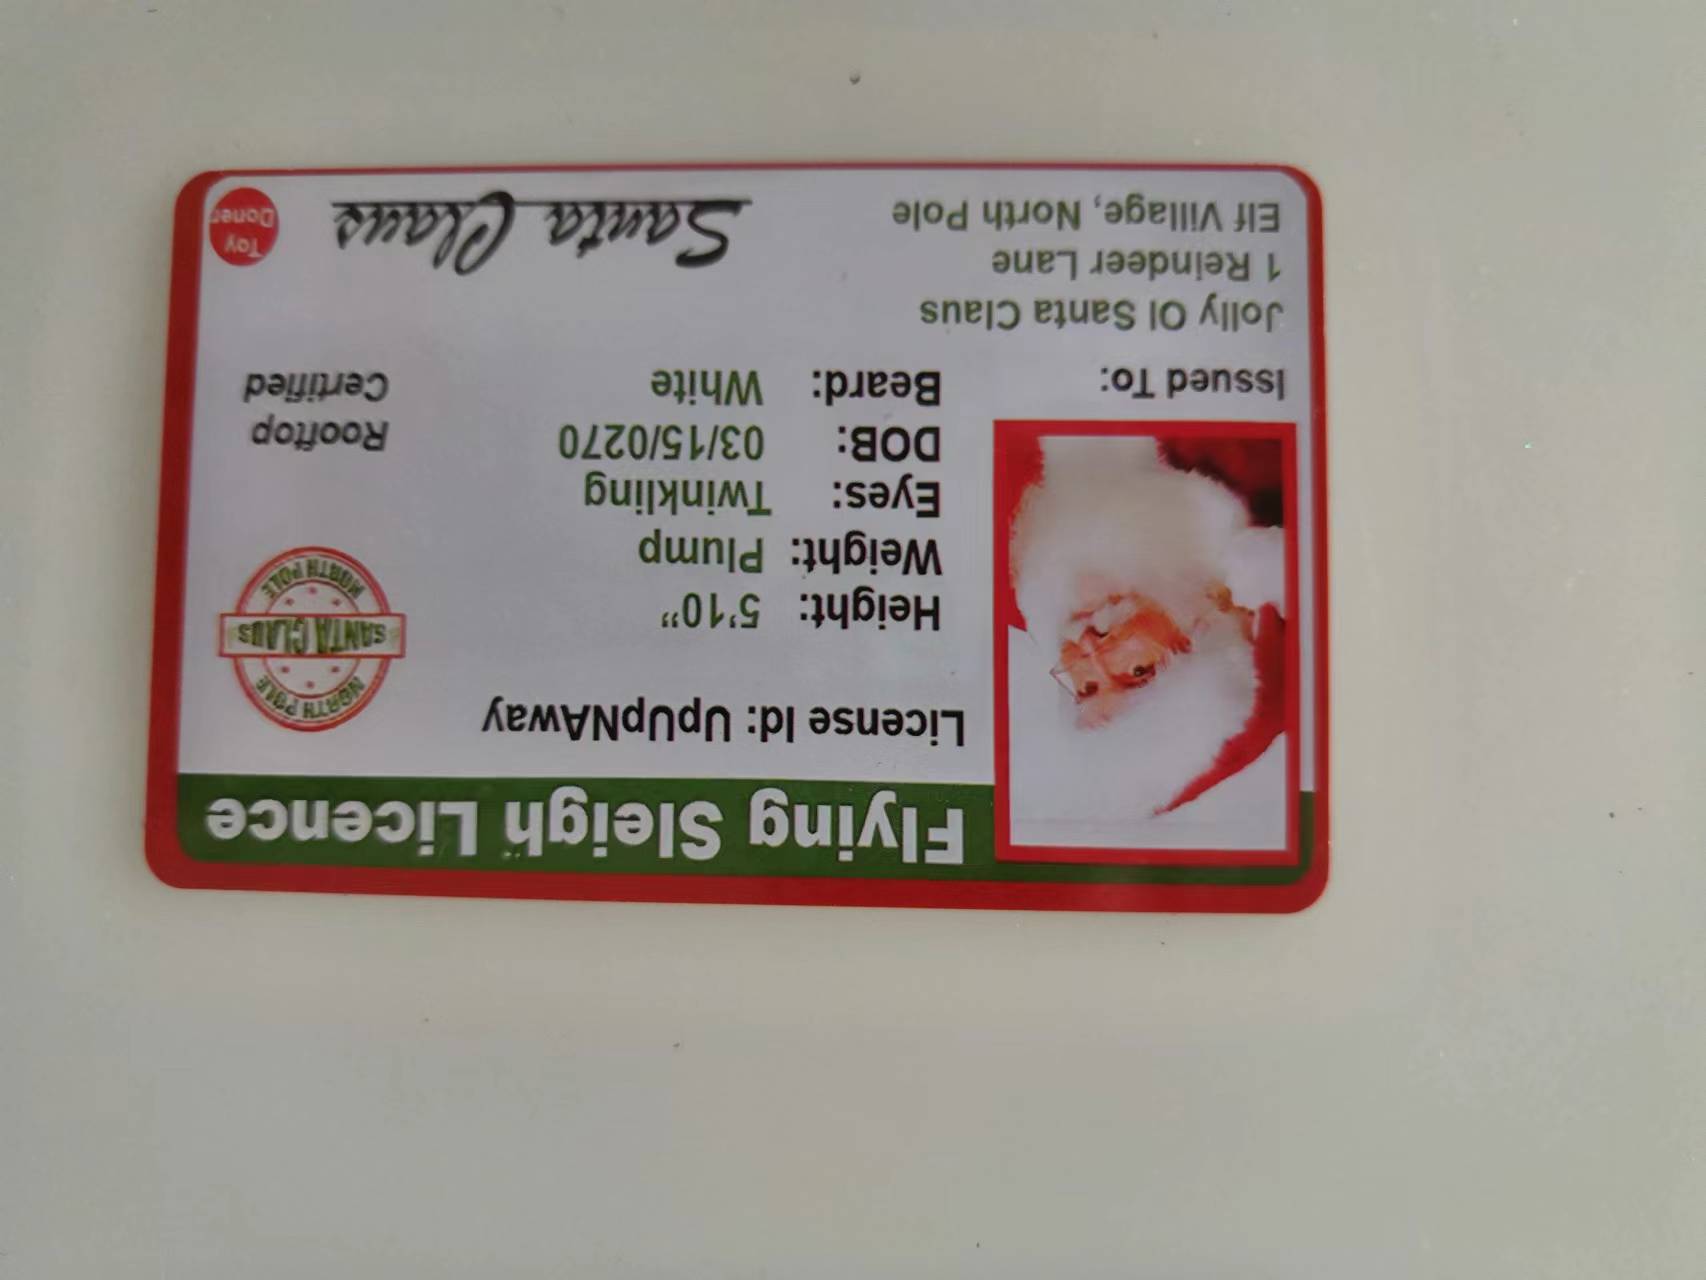 Flying Sleigh Licence
License Id: UpUpNAway
Height: 5'10"
Weight: Plump
Eyes: Twinkling
DOB: 03/15/0270
Beard: White
NORTH POLE
SANTA CLAUS
NORTH POLE
Rooftop
Certified
Issued To:
Jolly Ol Santa Claus
1 Reindeer Lane
Elf Village, North Pole
Santa Claus
Toy
Doner